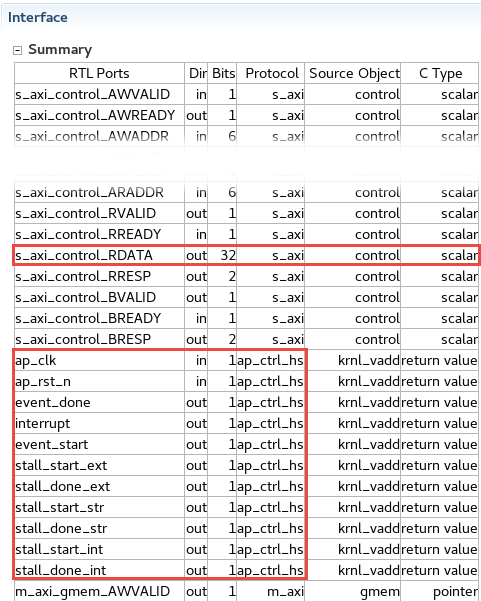 Interface
Summary
RTL Ports Dir Bits Protocol Source Object C Type
s_axi_control_AWVALID in 1 s_axi control scalar
s_axi_control_AWREADY out 1 s_axi control scalar
s_axi_control_AWADDR in 6 s_axi control scalar
s_axi_control_ARADDR in 6 s_axi control scalar
s_axi_control_RVALID out 1 s_axi control scalar
s_axi_control_RREADY in 1 s_axi control scalar
s_axi_control_RDATA out 32 s_axi control scalar
s_axi_control_RRESP out 2 s_axi control scalar
s_axi_control_BVALID out 1 s_axi control scalar
s_axi_control_BREADY in 1 s_axi control scalar
s_axi_control_BRESP out 2 s_axi control scalar
ap_clk in 1 ap_ctrl_hs krnl_vadd return value
ap_rst_n in 1 ap_ctrl_hs krnl_vadd return value
event_done out 1 ap_ctrl_hs krnl_vadd return value
interrupt out 1 ap_ctrl_hs krnl_vadd return value
event_start out 1 ap_ctrl_hs krnl_vadd return value
stall_start_ext out 1 ap_ctrl_hs krnl_vadd return value
stall_done_ext out 1 ap_ctrl_hs krnl_vadd return value
stall_start_str out 1 ap_ctrl_hs krnl_vadd return value
stall_done_str out 1 ap_ctrl_hs krnl_vadd return value
stall_start_int out 1 ap_ctrl_hs krnl_vadd return value
stall_done_int out 1 ap_ctrl_hs krnl_vadd return value
m_axi_gmem_AWVALID out 1 m_axi gmem pointer